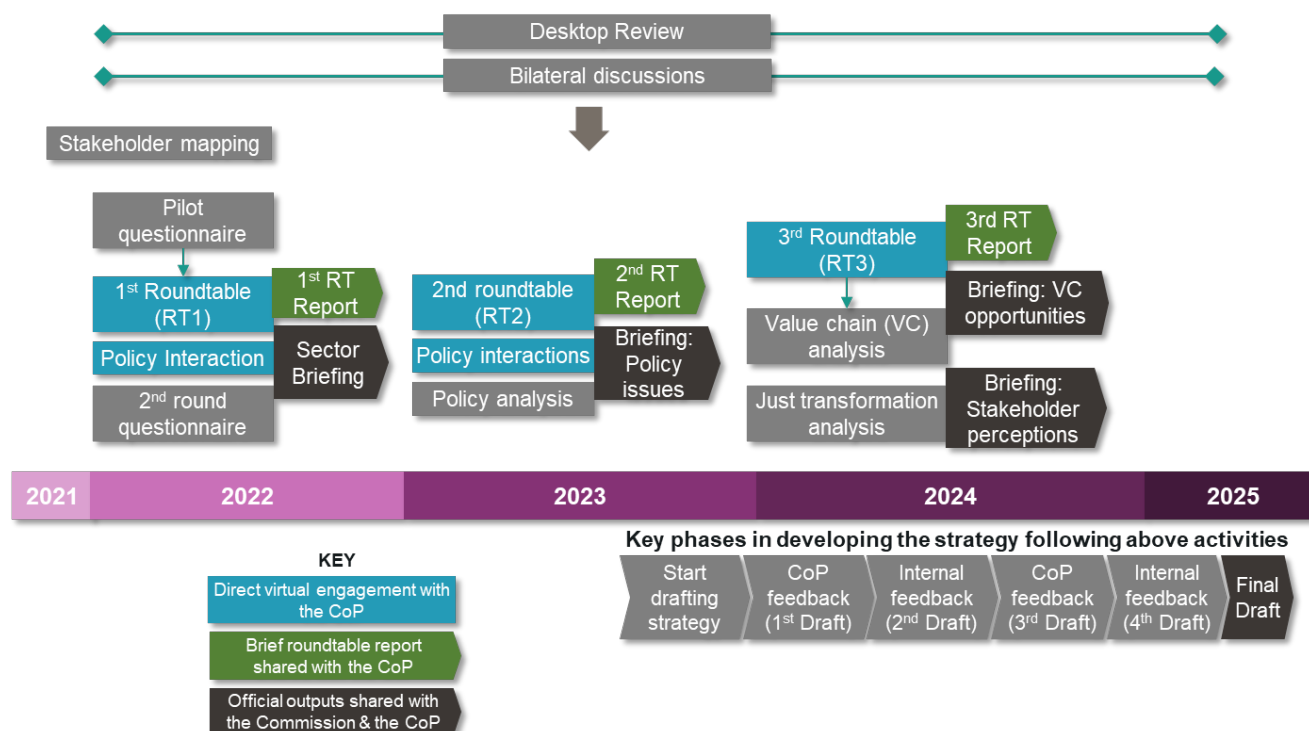 Desktop Review
Bilateral discussions
Stakeholder mapping
Pilot
questionnaire
1st Roundtable
(RT1)
Policy Interaction
2nd round
questionnaire
1st RT
Report
Sector
Briefing
2nd roundtable
(RT2)
Policy interactions
Policy analysis
2nd RT
Report
Briefing:
Policy
issues
3rd Roundtable
(RT3)
Value chain (VC)
analysis
Just transformation
analysis
3rd RT
Report
Briefing: VC
opportunities
Briefing:
Stakeholder
perceptions
2021
2022
2023
2024
2025
Key phases in developing the strategy following above activities
Start
drafting
strategy
CoP
feedback
(1st Draft)
Internal
feedback
(2nd Draft)
CoP
feedback
(3rd Draft)
Internal
feedback
(4th Draft)
Final
Draft
KEY
Direct virtual engagement with
the CoP
Brief roundtable report
shared with the CoP
Official outputs shared with
the Commission & the CoP